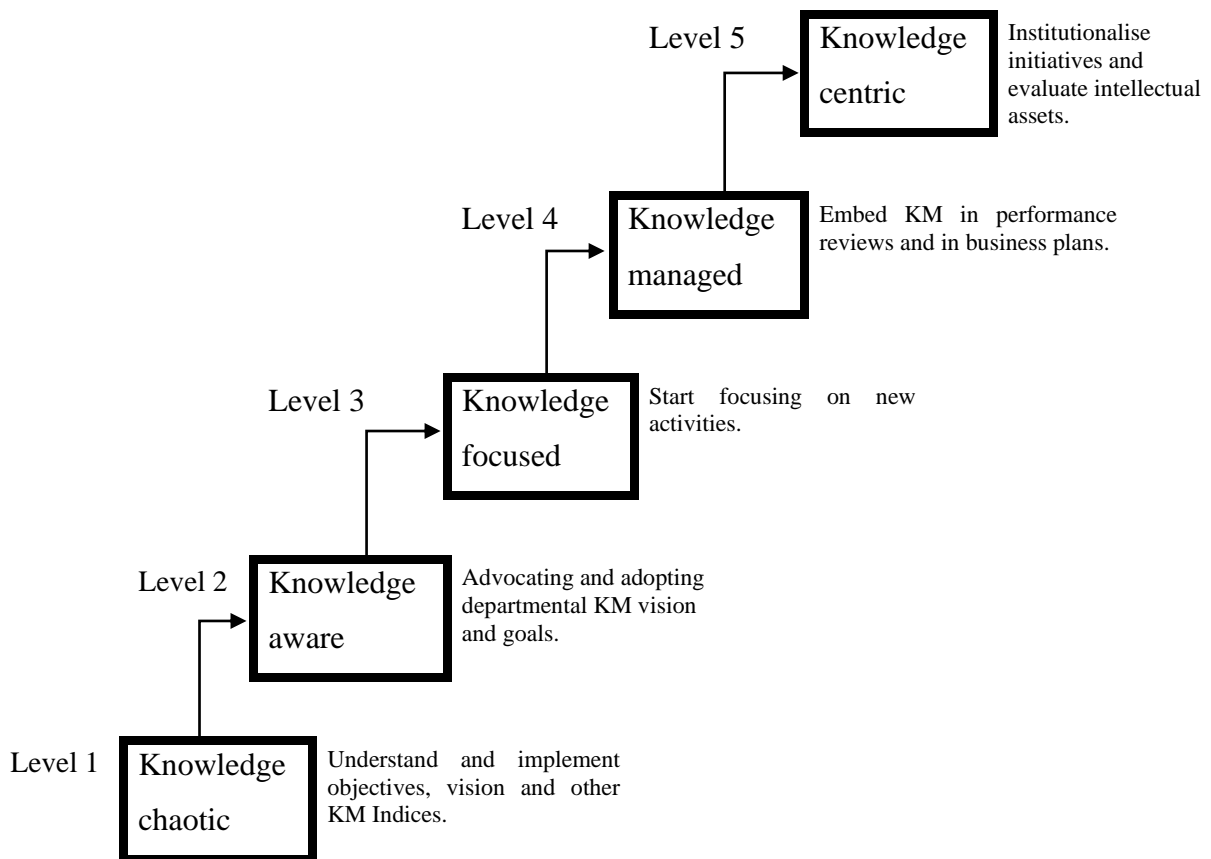 Level 5
Knowledge
centric
Institutionalise
initiatives and
evaluate intellectual
assets.
Level 4
Knowledge
managed
Embed KM in performance
reviews and in business plans.
Level 3
Knowledge
focused
Start focusing on new
activities.
Level 2
Knowledge
aware
Advocating and adopting
departmental KM vision
and goals.
Level 1
Knowledge
chaotic
Understand and implement
objectives, vision and other
KM Indices.